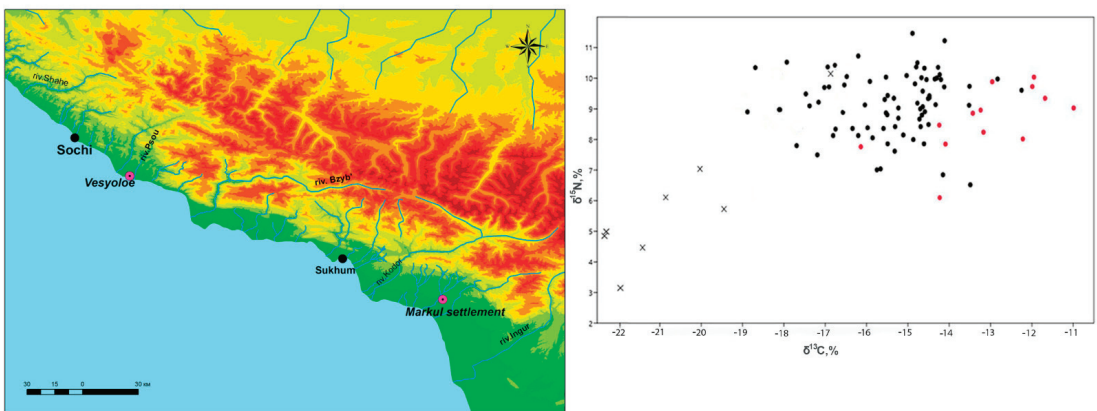 riv.Shahe
Sochi
riv.Psou
Vesyoloe
riv. Bzyb'
Sukhum
riv.Kodor
Markul settlement
riv.Ingur
30 15 0 30 км
δ15N,%
11
10
9
8
7
6
5
4
3
2
-22 -21 -20 -19 -18 -17 -16 -15 -14 -13 -12 -11
δ13C,%